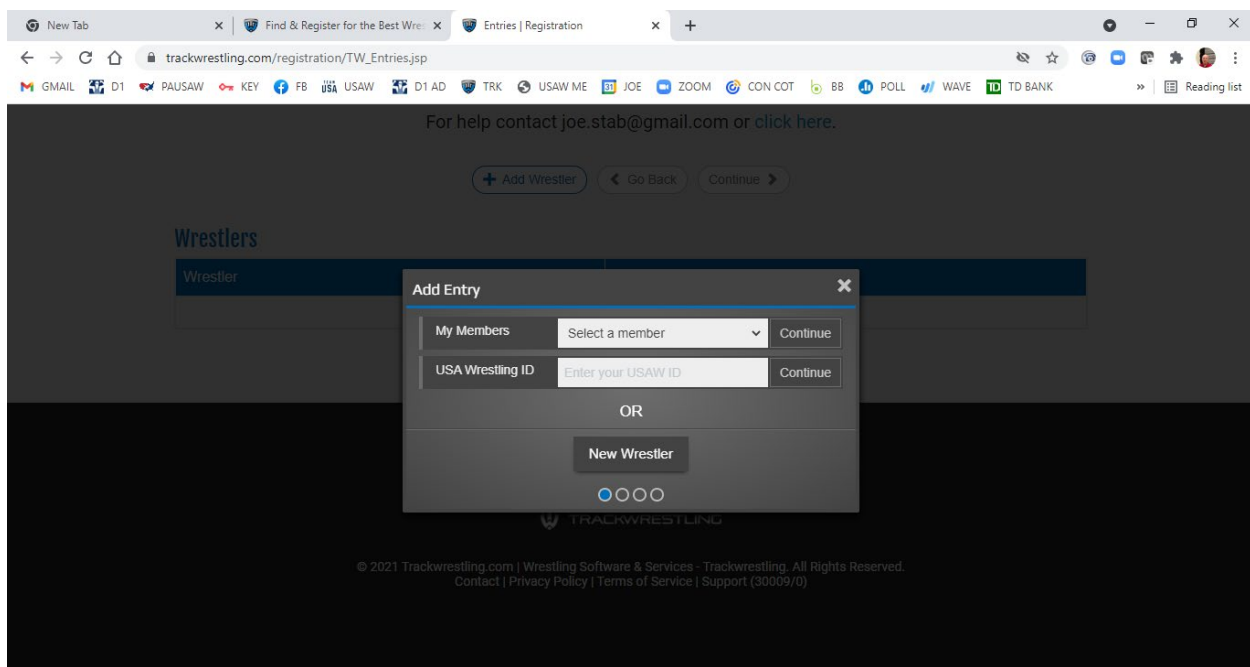 New Tab
Find & Register for the Best Wres
Entries | Registration
trackwrestling.com/registration/TW_Entries.jsp
GMAIL D1 PAUSAW KEY FB USAW D1 AD TRK USAW ME JOE ZOOM CON COT BB POLL WAVE TD BANK » Reading list
For help contact joe.stab@gmail.com or click here.
Add Wrestler Go Back Continue
Wrestlers
Wrestler
Add Entry
My Members Select a member Continue
USA Wrestling ID Enter your USAW ID Continue
OR
New Wrestler
TRACKWRESTLING
© 2021 Trackwrestling.com | Wrestling Software & Services - Trackwrestling. All Rights Reserved.
Contact | Privacy Policy | Terms of Service | Support (30009/0)